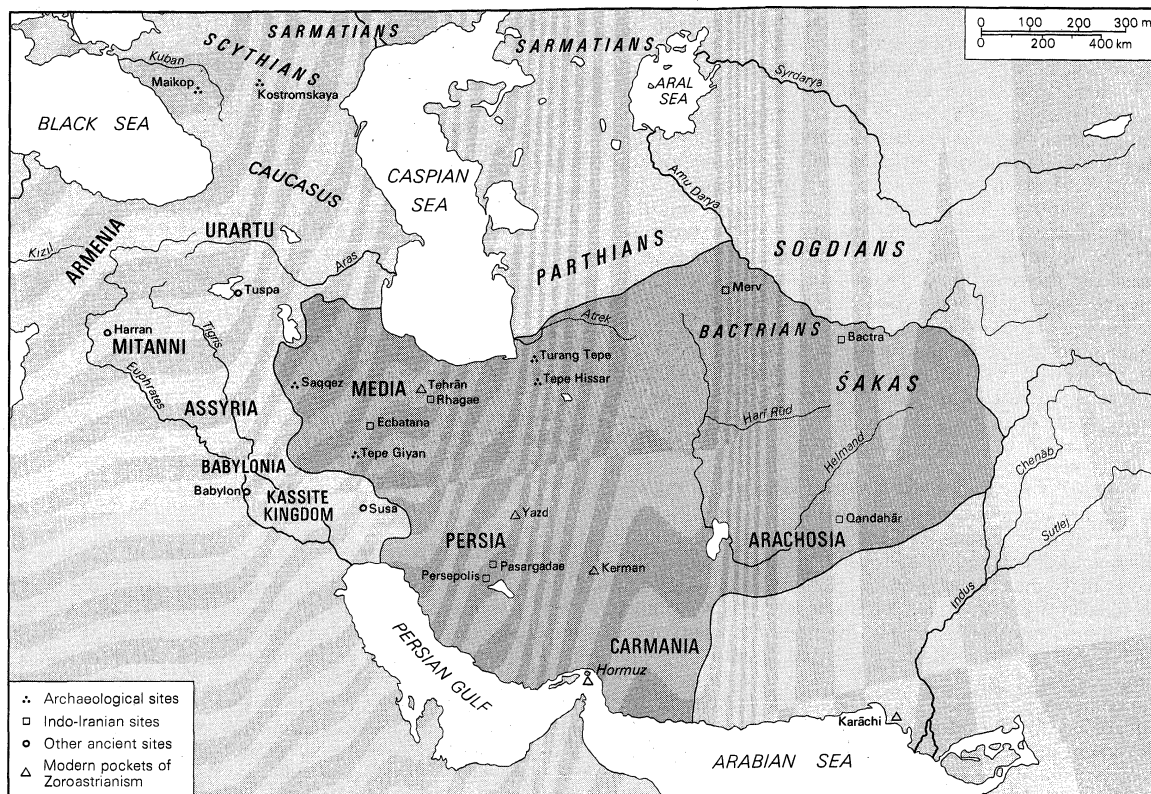 0 100 200 300 m
0 200 400 km
SARMATIANS
SARMATIANS
SCYTHIANS
Kuban
Maikop
Kostromskaya
Syrdarya
ARAL
SEA
BLACK SEA
CAUCASUS
CASPIAN
SEA
Amu Darya
ARMENIA
URARTU
Kizil
Aras
PARTHIANS
SOGDIANS
Tuspa
Merv
Harran
MITANNI
Tigris
Atrek
BACTRIANS
Bactra
Turang Tepe
Tepe Hissar
Saqqez
MEDIA
Tehrān
Rhagae
ŚAKAS
Euphrates
ASSYRIA
Ecbatana
Hari Rūd
Helmand
Tepe Giyan
Chenāb
BABYLONIA
Babylon
KASSITE
KINGDOM
Susa
Yazd
Qandahār
Sutlej
PERSIA
ARACHOSIA
Pasargadae
Persepolis
Kerman
Indus
PERSIAN GULF
CARMANIA
Hormuz
Karāchi
ARABIAN SEA
Archaeological sites
Indo-Iranian sites
Other ancient sites
Modern pockets of
Zoroastrianism